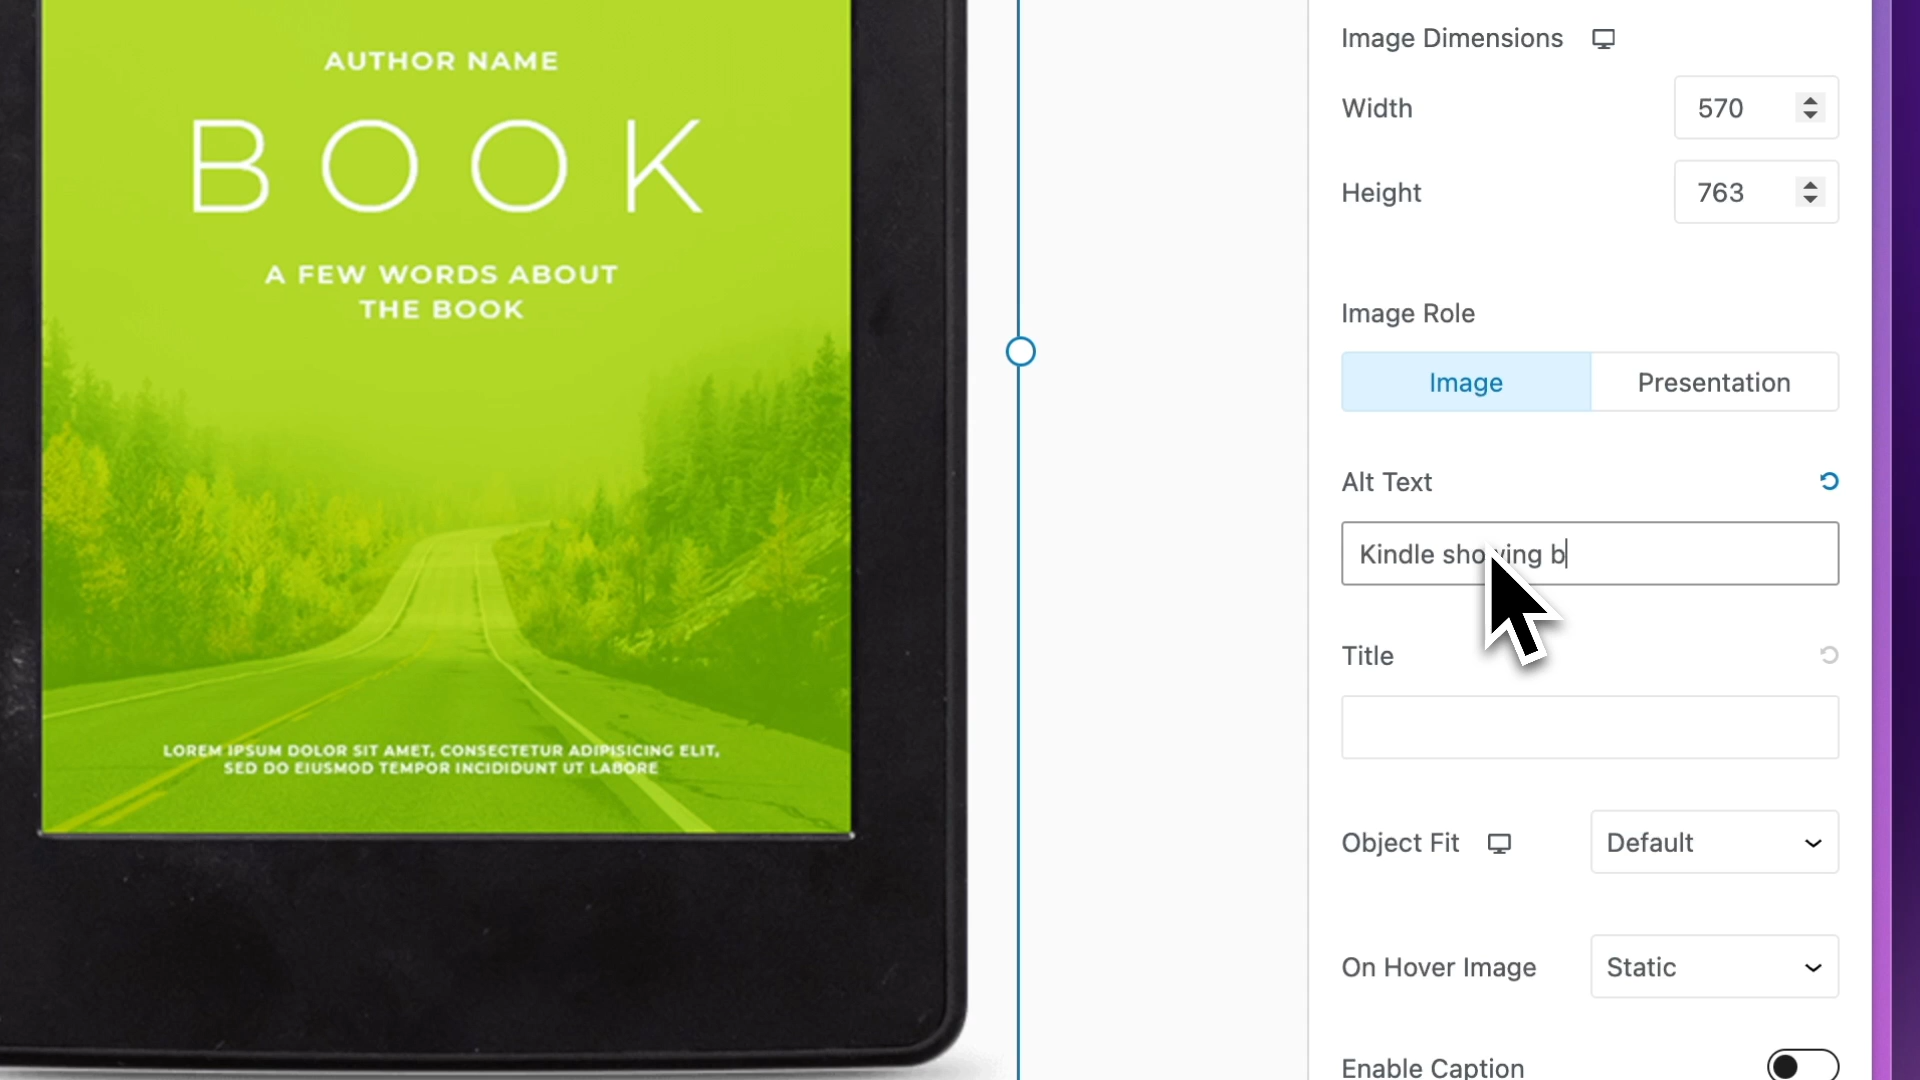 AUTHOR NAME
BOOK
A FEW WORDS ABOUT
THE BOOK
LOREM IPSUM DOLOR SIT AMET, CONSECTETUR ADIPISICING ELIT,
SED DO EIUSMOD TEMPOR INCIDIDUNT UT LABORE
Image Dimensions
Width 570
Height 763
Image Role
Image Presentation
Alt Text
Kindle showing b
Title
Object Fit Default
On Hover Image Static
Enable Caption